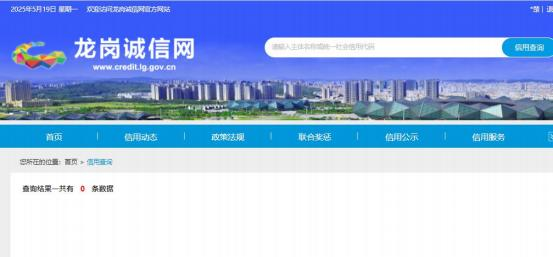 2025年5月19日 星期一 欢迎访问龙岗诚信网官方网站
龙岗诚信网
www.credit.lg.gov.cn
请输入主体名称或统一社会信用代码
信用查询
首页 信用动态 政策法规 联合奖惩 信用公示 信用服务
您所在的位置：首页 > 信用查询
查询结果一共有 0 条数据